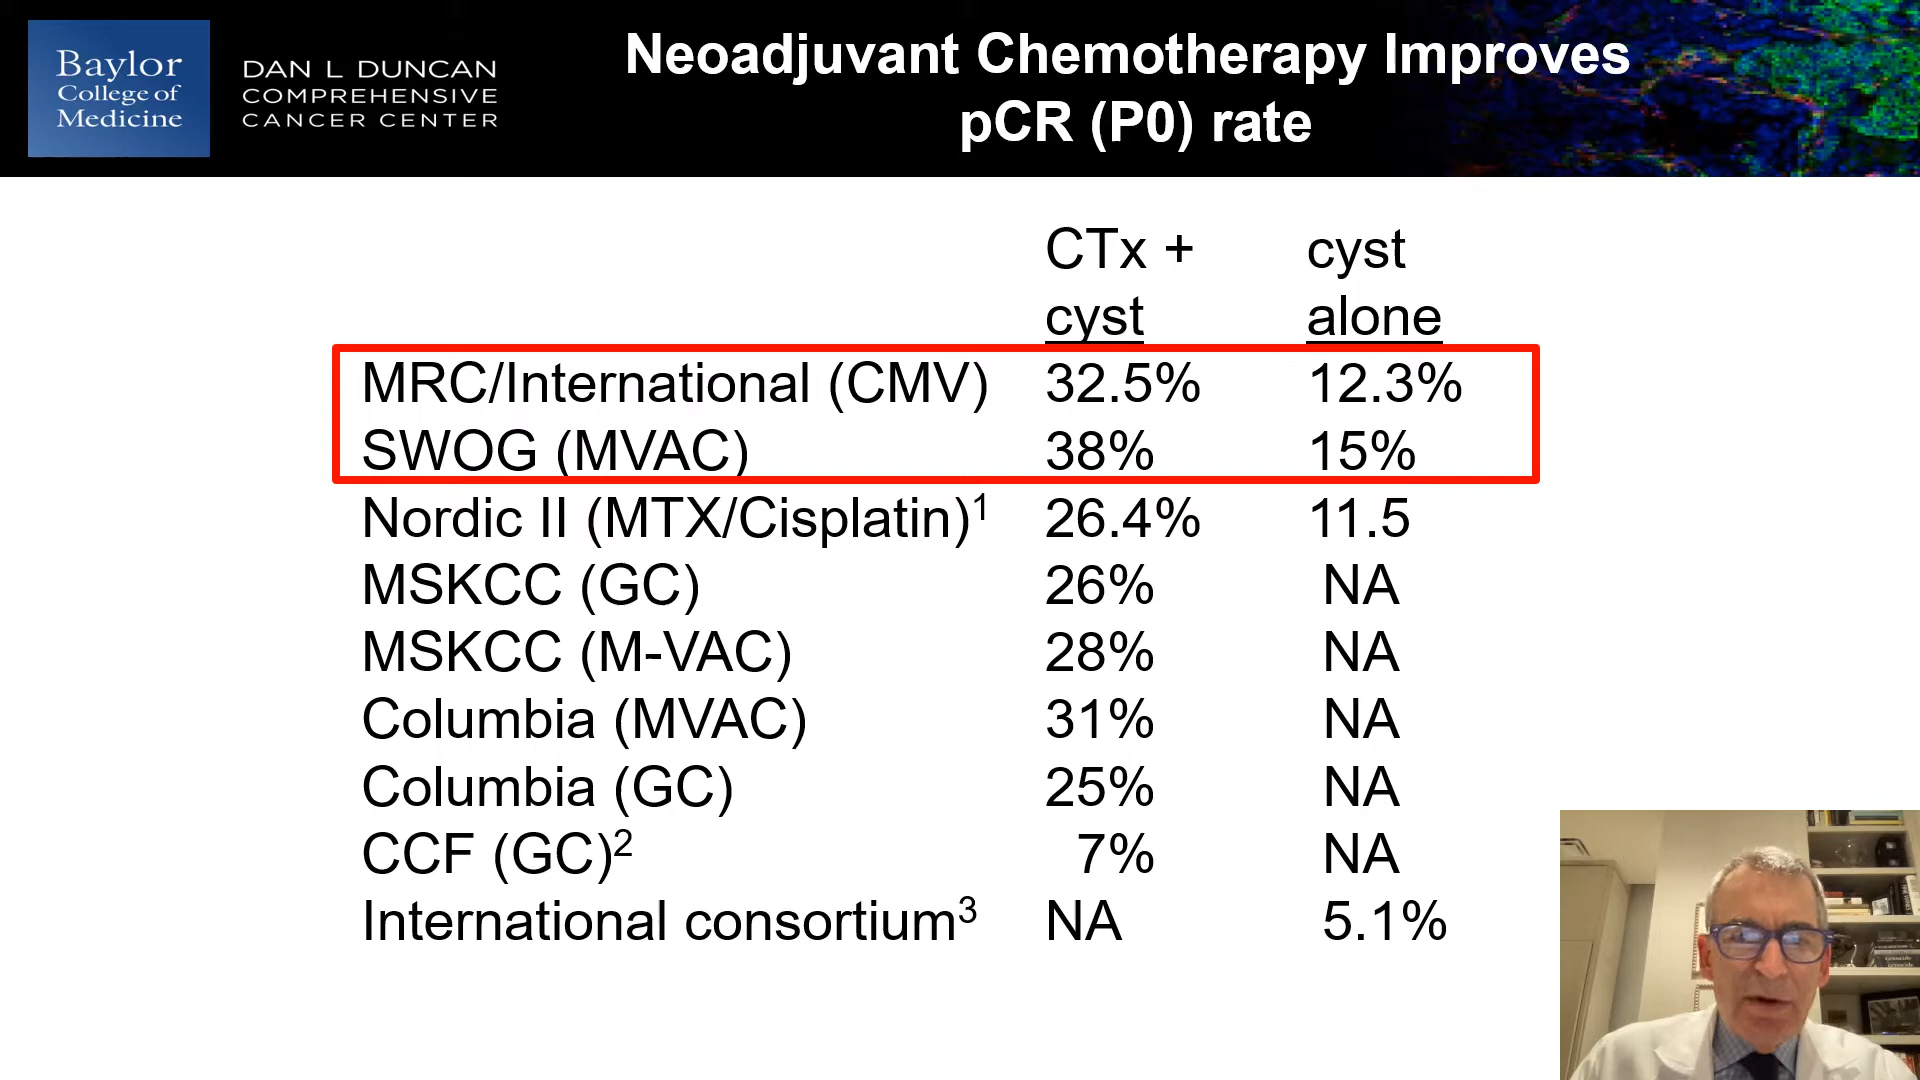 Baylor
College of
Medicine
DAN L DUNCAN
COMPREHENSIVE
CANCER CENTER
Neoadjuvant Chemotherapy Improves
pCR (P0) rate
CTx + cyst
cyst alone
MRC/International (CMV) 32.5% 12.3%
SWOG (MVAC) 38% 15%
Nordic II (MTX/Cisplatin)1 26.4% 11.5
MSKCC (GC) 26% NA
MSKCC (M-VAC) 28% NA
Columbia (MVAC) 31% NA
Columbia (GC) 25% NA
CCF (GC)2 7% NA
International consortium3 NA 5.1%